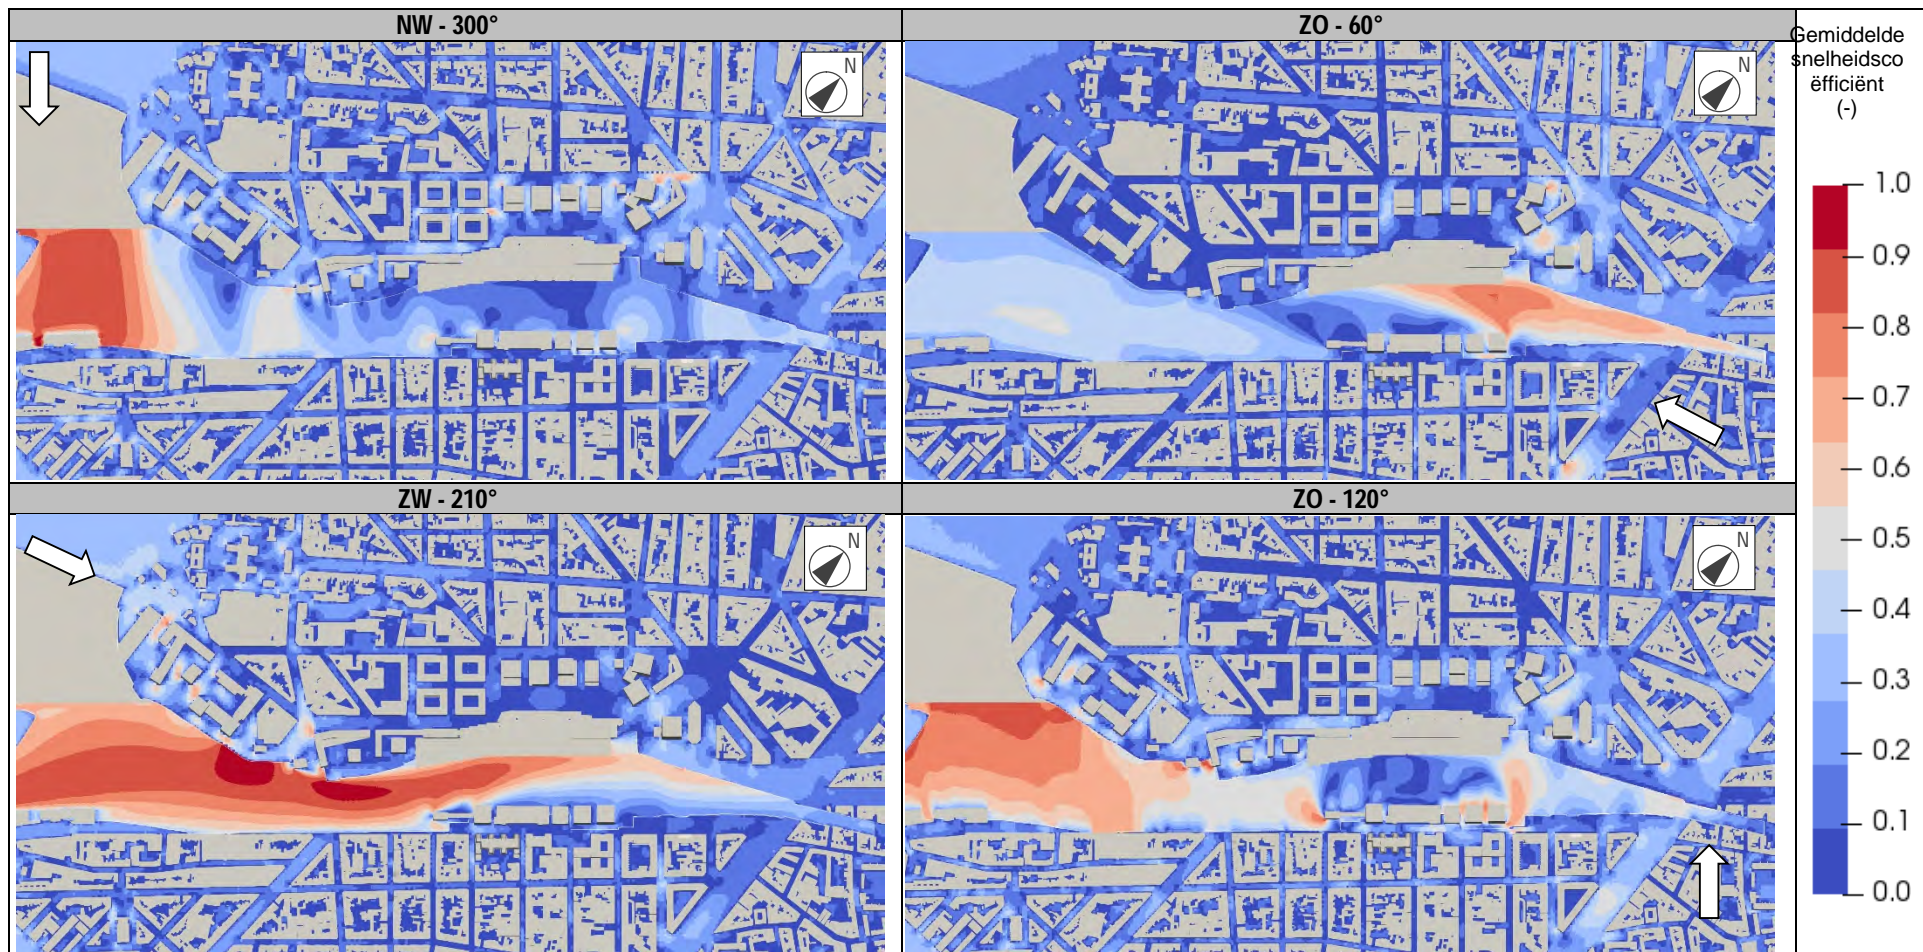 NW - 300°
ZO - 60°
Gemiddelde
snelheidsco
ëfficiënt
(-)
N
N
1.0
0.9
0.8
0.7
0.6
0.5
0.4
0.3
0.2
0.1
0.0
ZW - 210°
ZO - 120°
N
N